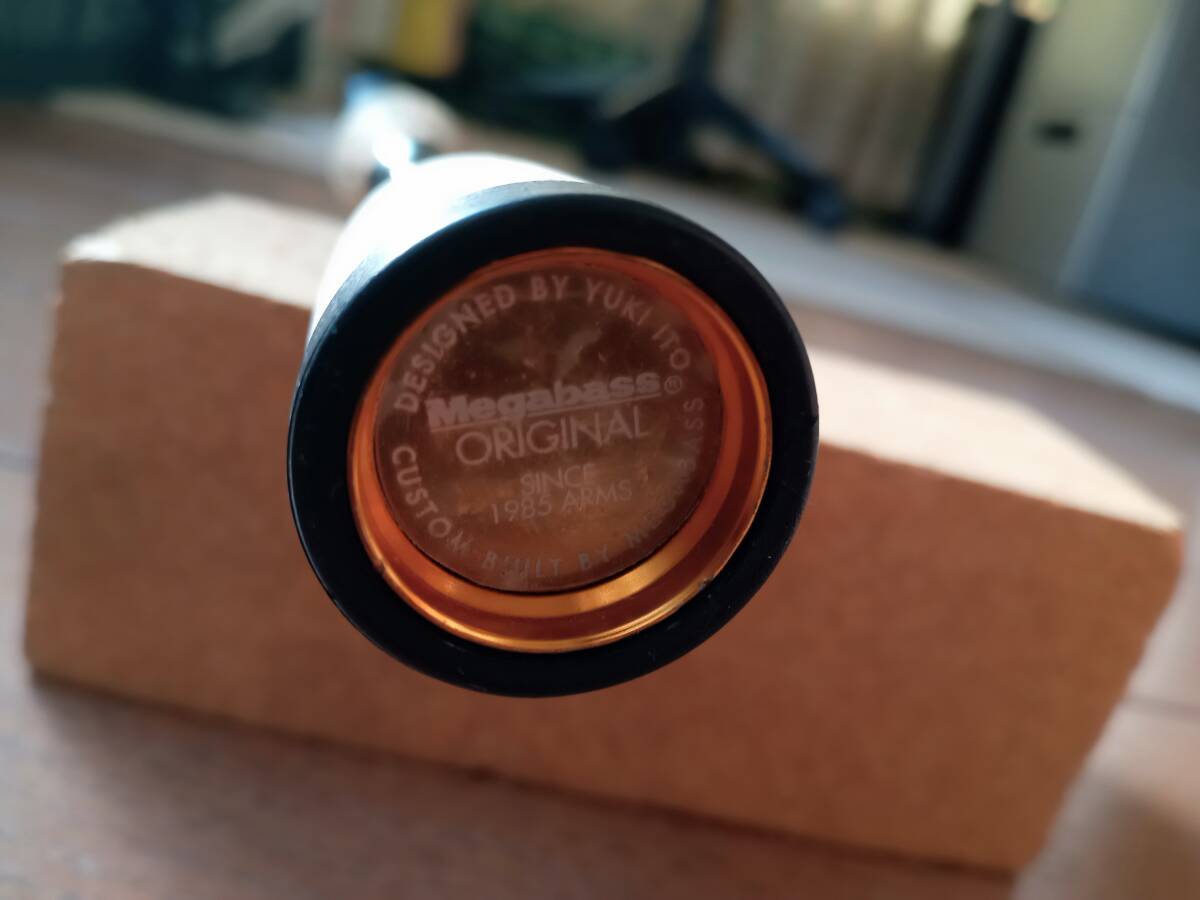 DESIGNED BY YUKI ITO
Megabass®
ORIGINAL
SINCE
1985 ARMS
CUSTOM BUILT BY